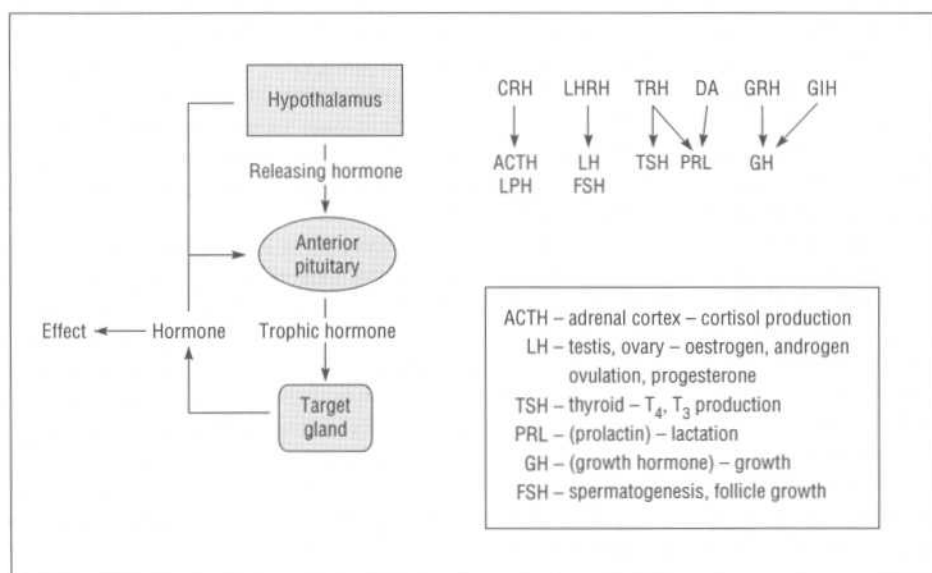 Hypothalamus
Releasing hormone
Anterior
pituitary
Effect
Hormone
Trophic hormone
Target
gland
CRH LHRH TRH DA GRH GIH
ACTH LH TSH PRL GH
LPH FSH
ACTH – adrenal cortex – cortisol production
LH – testis, ovary – oestrogen, androgen
ovulation, progesterone
TSH – thyroid – T₄, T₃ production
PRL – (prolactin) – lactation
GH – (growth hormone) – growth
FSH – spermatogenesis, follicle growth